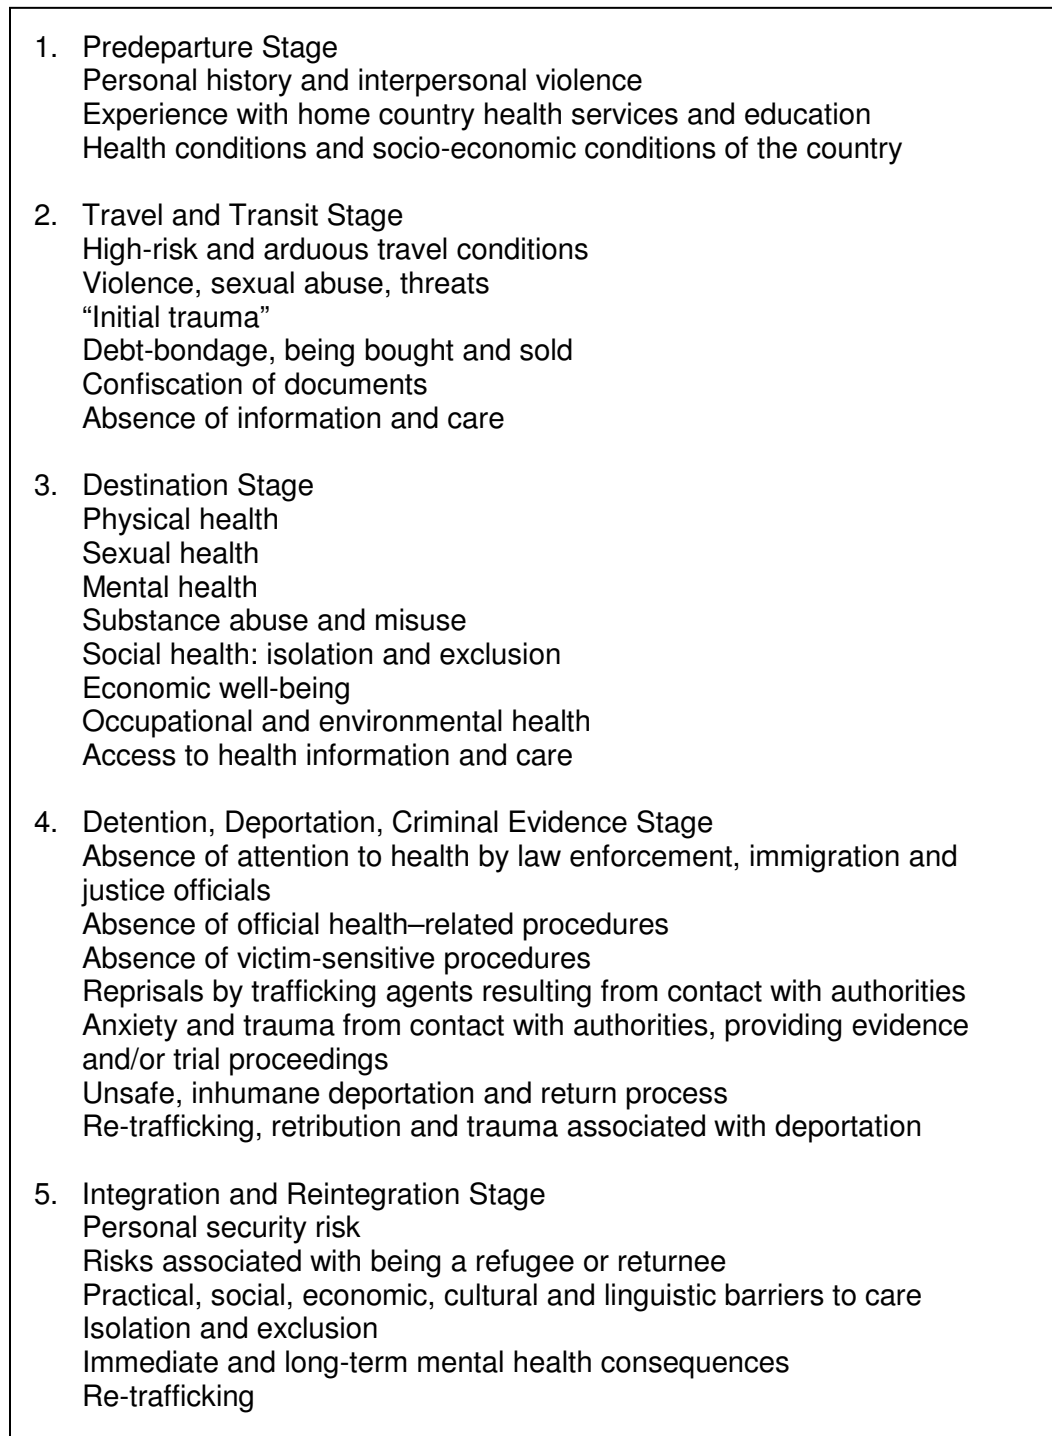 1. Predeparture Stage
Personal history and interpersonal violence
Experience with home country health services and education
Health conditions and socio-economic conditions of the country
2. Travel and Transit Stage
High-risk and arduous travel conditions
Violence, sexual abuse, threats
“Initial trauma”
Debt-bondage, being bought and sold
Confiscation of documents
Absence of information and care
3. Destination Stage
Physical health
Sexual health
Mental health
Substance abuse and misuse
Social health: isolation and exclusion
Economic well-being
Occupational and environmental health
Access to health information and care
4. Detention, Deportation, Criminal Evidence Stage
Absence of attention to health by law enforcement, immigration and
justice officials
Absence of official health–related procedures
Absence of victim-sensitive procedures
Reprisals by trafficking agents resulting from contact with authorities
Anxiety and trauma from contact with authorities, providing evidence
and/or trial proceedings
Unsafe, inhumane deportation and return process
Re-trafficking, retribution and trauma associated with deportation
5. Integration and Reintegration Stage
Personal security risk
Risks associated with being a refugee or returnee
Practical, social, economic, cultural and linguistic barriers to care
Isolation and exclusion
Immediate and long-term mental health consequences
Re-trafficking